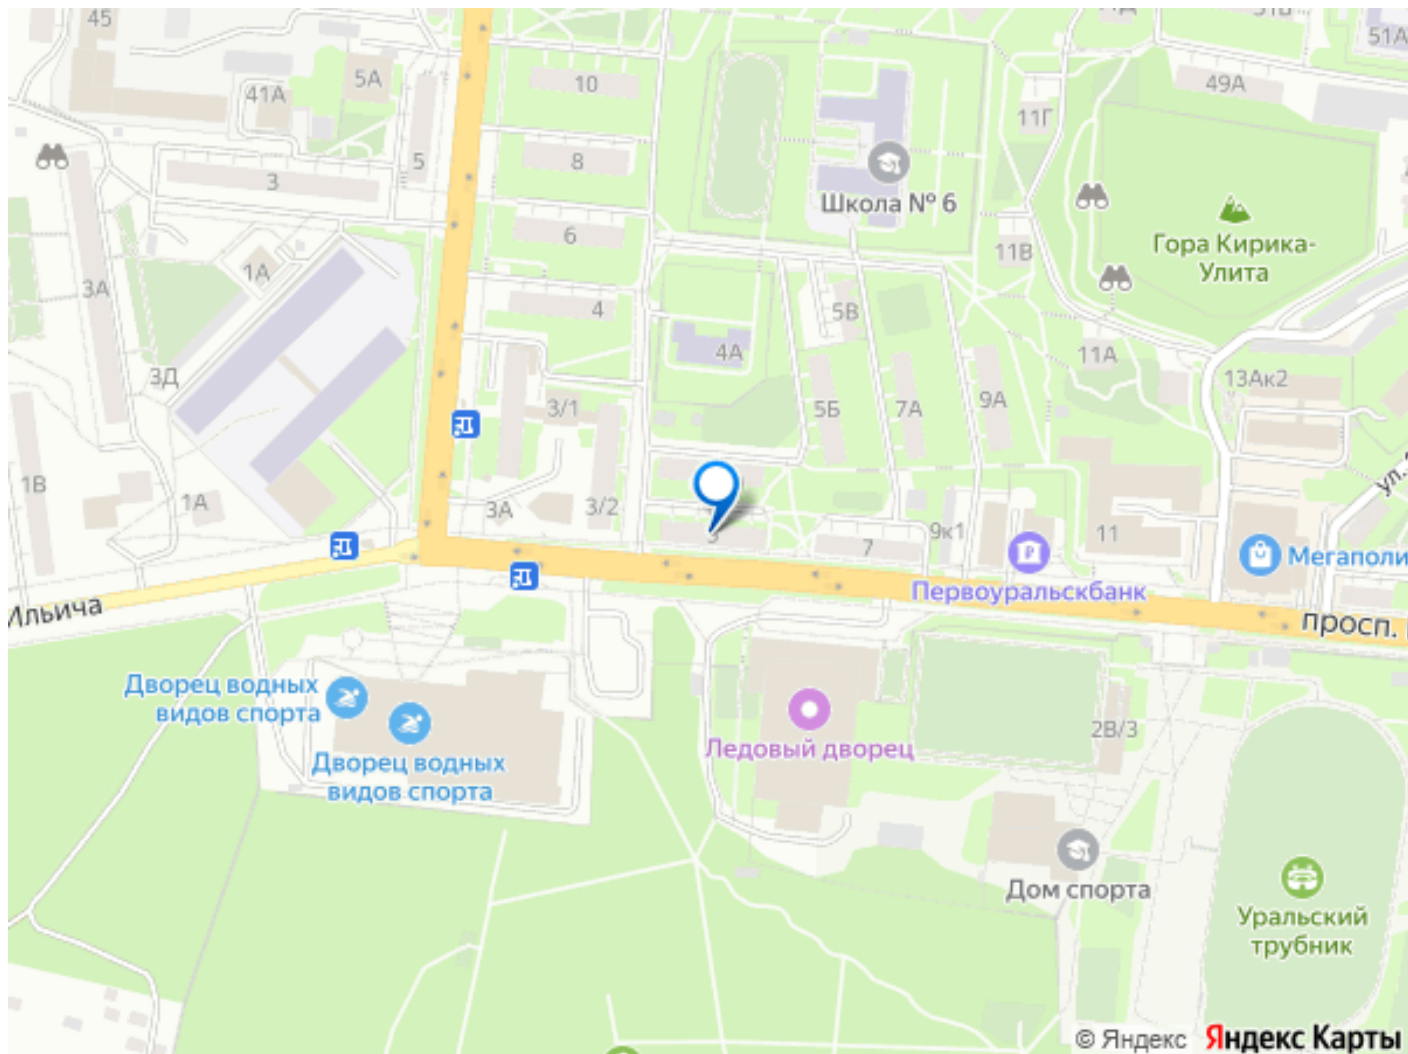 45
5А
41А
10
49А
51А
11Г
5
8
3
Школа № 6
6
11В
Гора Кирика-
Улита
1А
3А
4
5В
4А
11А
3Д
13Ак2
3/1
5Б
7А
9А
1В
1А
3А
3/2
7
9к1
11
Первоуральскбанк
Мегаполи
Ильича
просп.
Дворец водных
видов спорта
Дворец водных
видов спорта
Ледовый дворец
2В/3
Дом спорта
Уральский
трубник
© Яндекс Яндекс Карты